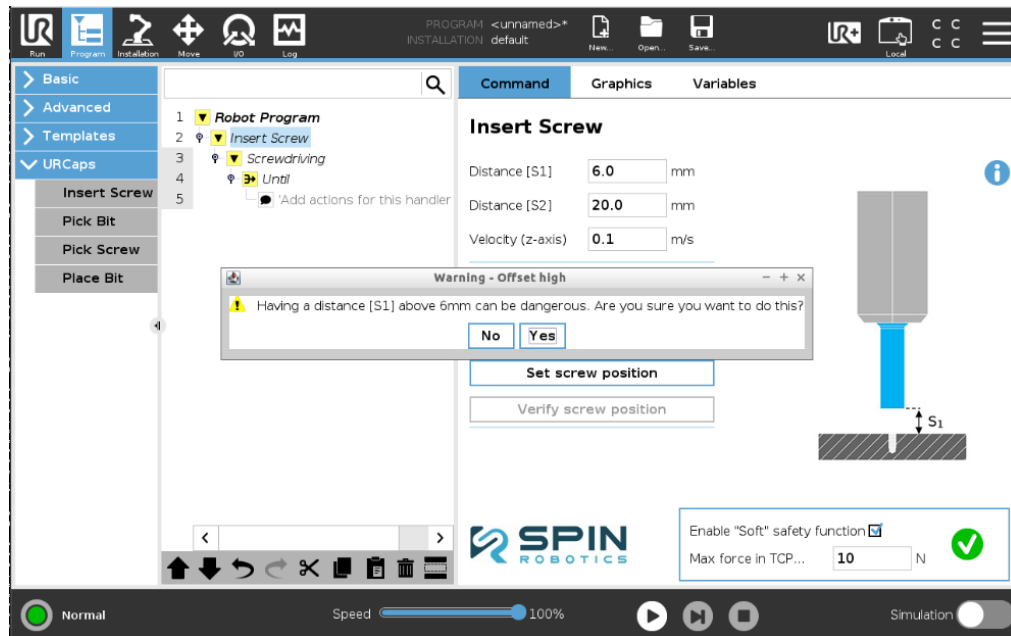 PROGRAM <unnamed>*
INSTALLATION default
Run
Program
Installation
Move
I/O
Log
New...
Open...
Save...
UR+
Local
C C
C C
Basic
Advanced
Templates
URCaps
Insert Screw
Pick Bit
Pick Screw
Place Bit
1 Robot Program
2 Insert Screw
3 Screwdriving
4 Until
5 'Add actions for this handler
Command Graphics Variables
Insert Screw
Distance [S1] 6.0 mm
Distance [S2] 20.0 mm
Velocity (z-axis) 0.1 m/s
Warning - Offset high
Having a distance [S1] above 6mm can be dangerous. Are you sure you want to do this?
No Yes
Set screw position
Verify screw position
S1
SPIN
ROBOTICS
Enable "Soft" safety function
Max force in TCP... 10 N
Normal
Speed 100%
Simulation